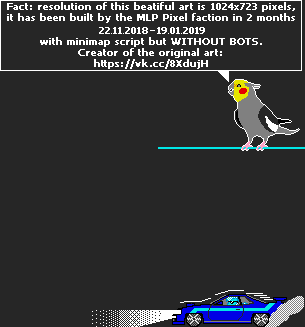 Fact: resolution of this beatiful art is 1024x723 pixels,
it has been built by the MLP Pixel faction in 2 months
22.11.2018-19.01.2019
with minimap script but WITHOUT BOTS.
Creator of the original art:
https://vk.cc/8XdujH